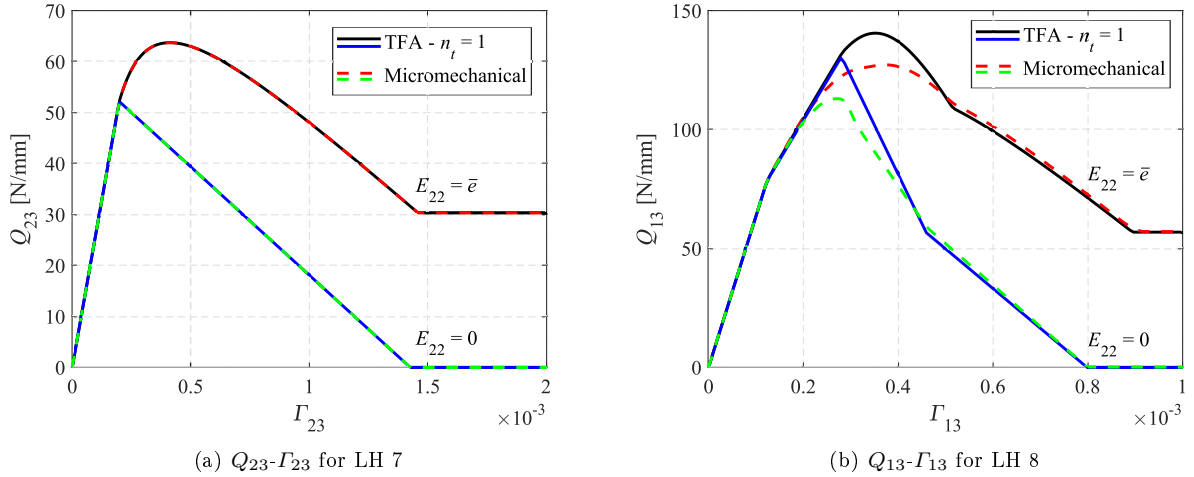 70
60
50
40
30
20
10
0
Q23 [N/mm]
TFA - nt = 1
Micromechanical
E22 = ē
E22 = 0
0 0.5 1 1.5 2
Γ23
×10-3
(a) Q23-Γ23 for LH 7
150
100
50
0
Q13 [N/mm]
TFA - nt = 1
Micromechanical
E22 = ē
E22 = 0
0 0.2 0.4 0.6 0.8 1
Γ13
×10-3
(b) Q13-Γ13 for LH 8